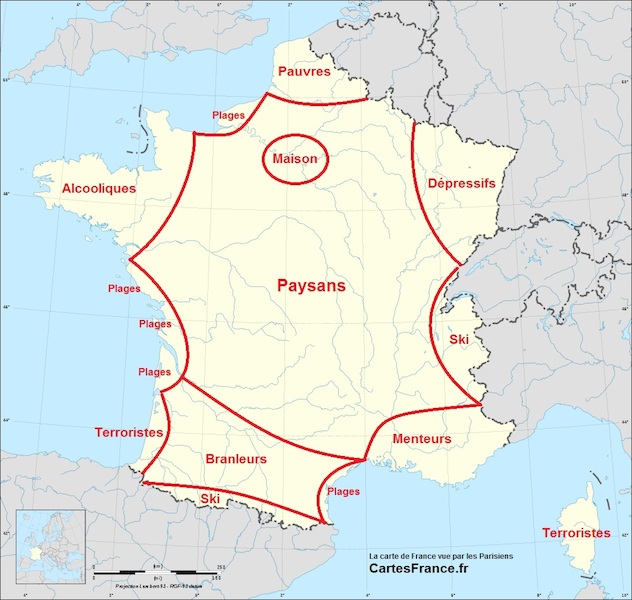 Pauvres
Plages
Maison
Alcooliques
Dépressifs
Plages
Paysans
Plages
Ski
Plages
Terroristes
Menteurs
Branleurs
Ski
Plages
Terroristes
La carte de France vue par les Parisiens
CartesFrance.fr